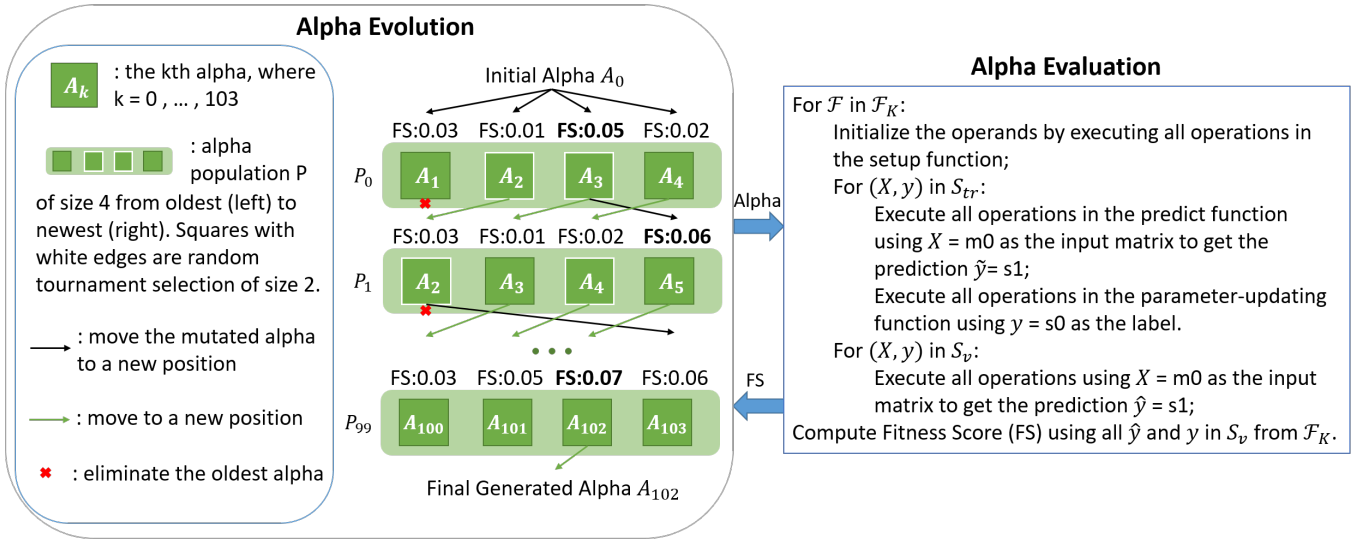 Alpha Evolution
A_k
: the kth alpha, where
k = 0 , … , 103
: alpha
population P
of size 4 from oldest (left) to
newest (right). Squares with
white edges are random
tournament selection of size 2.
: move the mutated alpha
to a new position
: move to a new position
: eliminate the oldest alpha
Initial Alpha A_0
FS:0.03 FS:0.01 FS:0.05 FS:0.02
P_0 A_1 A_2 A_3 A_4
FS:0.03 FS:0.01 FS:0.02 FS:0.06
P_1 A_2 A_3 A_4 A_5
FS:0.03 FS:0.05 FS:0.07 FS:0.06
P_99 A_100 A_101 A_102 A_103
Final Generated Alpha A_102
Alpha
FS
Alpha Evaluation
For ℱ in ℱ_K:
Initialize the operands by executing all operations in
the setup function;
For (X, y) in S_tr:
Execute all operations in the predict function
using X = m0 as the input matrix to get the
prediction ỹ= s1;
Execute all operations in the parameter-updating
function using y = s0 as the label.
For (X, y) in S_v:
Execute all operations using X = m0 as the input
matrix to get the prediction ŷ = s1;
Compute Fitness Score (FS) using all ŷ and y in S_v from ℱ_K.